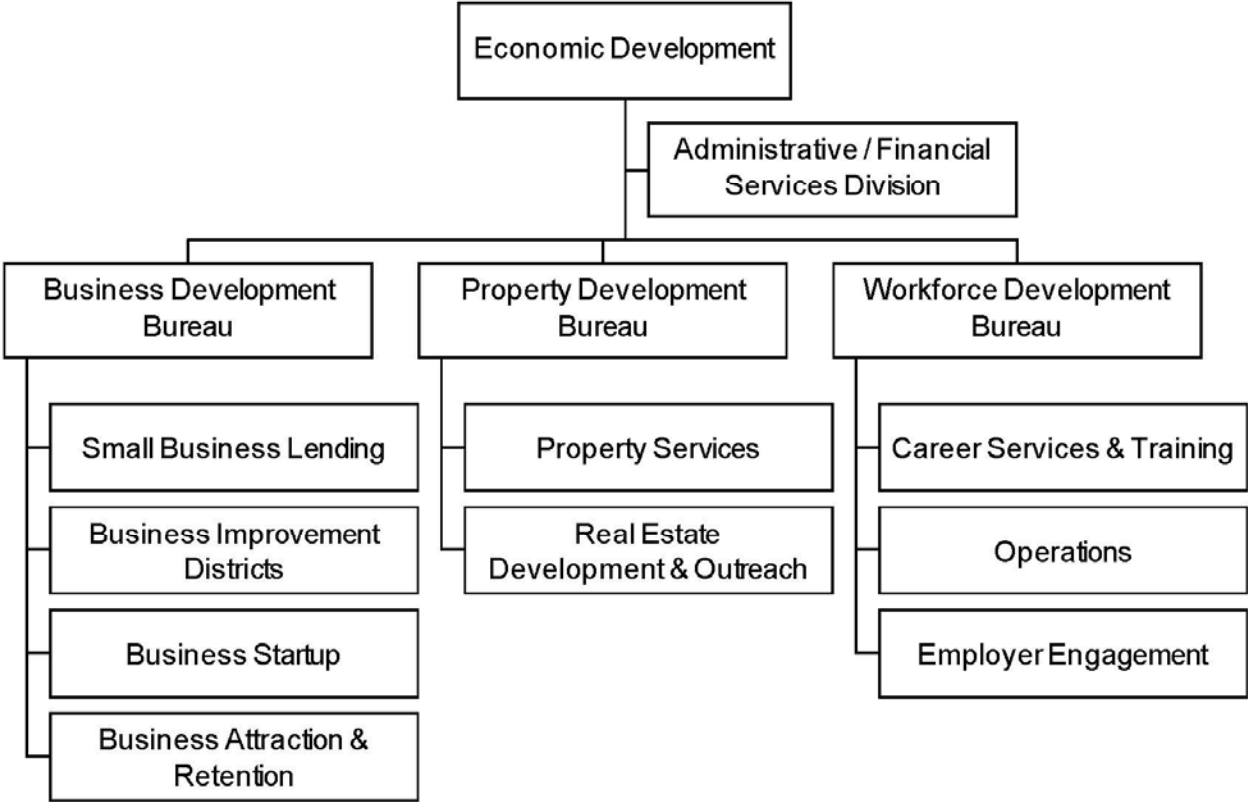 Economic Development
Administrative / Financial
Services Division
Business Development
Bureau
Property Development
Bureau
Workforce Development
Bureau
Small Business Lending
Business Improvement
Districts
Business Startup
Business Attraction &
Retention
Property Services
Real Estate
Development & Outreach
Career Services & Training
Operations
Employer Engagement